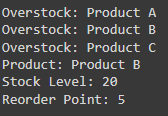 Overstock: Product A
Overstock: Product B
Overstock: Product C
Product: Product B
Stock Level: 20
Reorder Point: 5